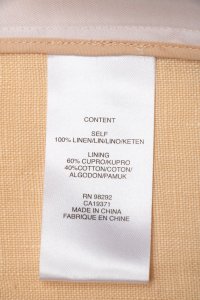 CONTENT
SELF
100% LINEN/LIN/LINO/KETEN
LINING
60% CUPRO/KUPRO
40%COTTON/COTON/
ALGODON/PAMUK
RN 98292
CA19371
MADE IN CHINA
FABRIQUE EN CHINE